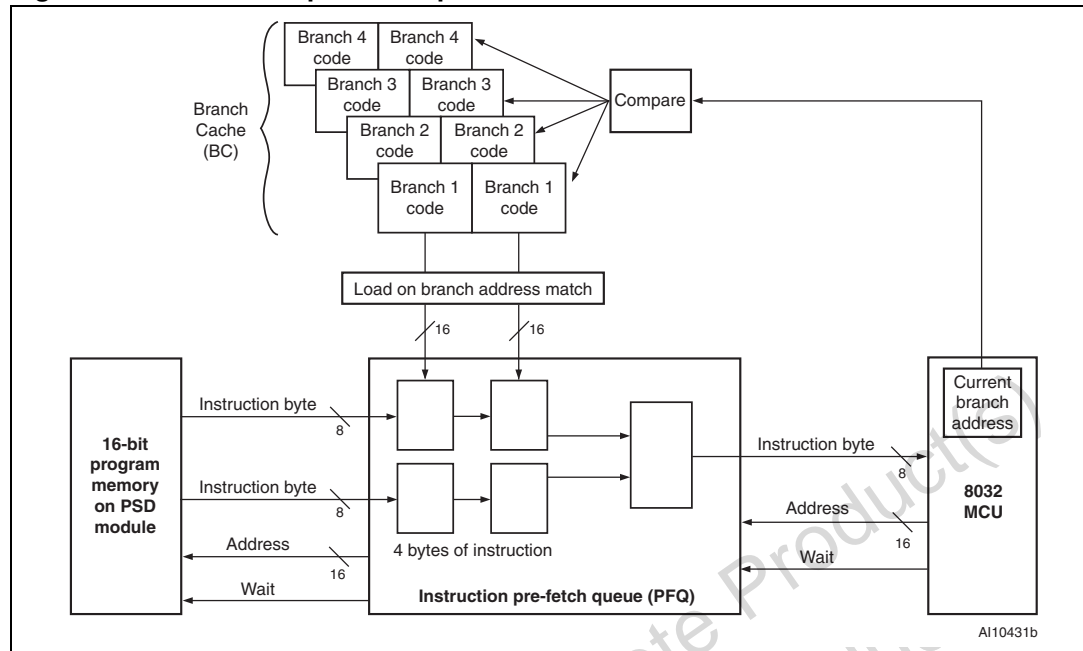 Branch 4 code
Branch 4 code
Branch 3 code
Branch 3 code
Branch 2 code
Branch 2 code
Branch 1 code
Branch 1 code
Branch
Cache
(BC)
Compare
Load on branch address match
16
16
16-bit
program
memory
on PSD
module
Instruction byte
8
Instruction byte
8
Address
16
Wait
4 bytes of instruction
Instruction pre-fetch queue (PFQ)
Instruction byte
8
Address
16
Wait
Current
branch
address
8032
MCU
AI10431b
Product(s)